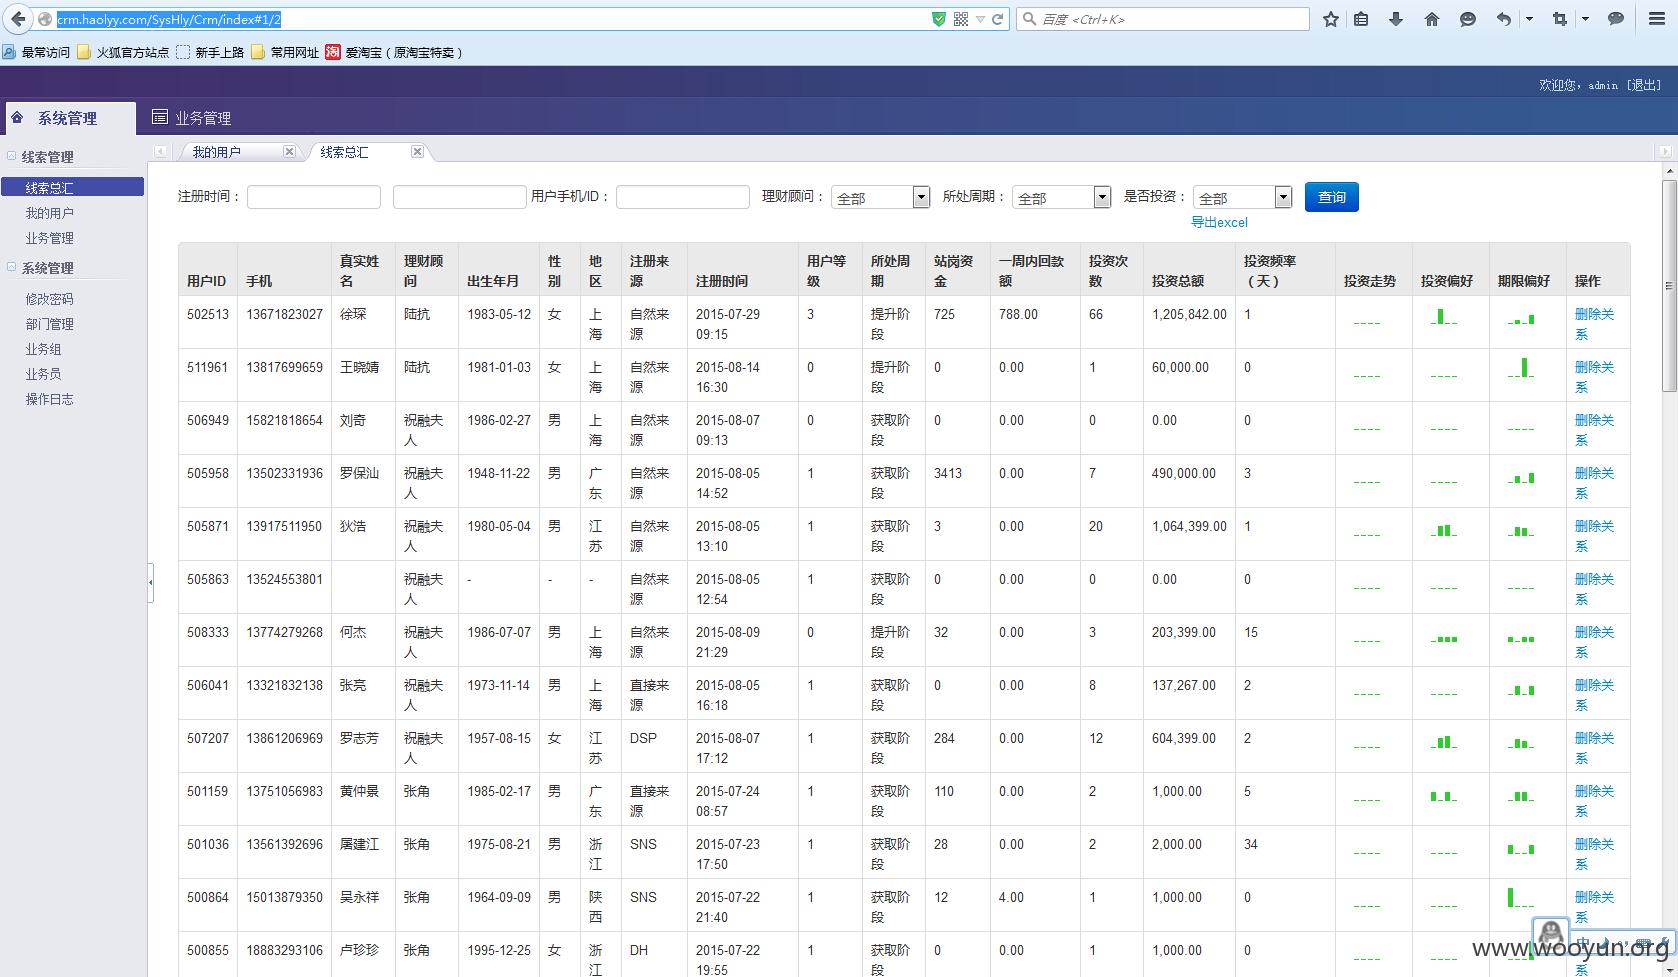 crm.haolyy.com/SysHly/Crm/index#1/2
百度 <Ctrl+K>
最常访问 火狐官方站点 新手上路 常用网址 淘 爱淘宝（原淘宝特卖）
欢迎您，admin [退出]
系统管理 业务管理
线索管理
线索总汇
我的用户
业务管理
系统管理
修改密码
部门管理
业务组
业务员
操作日志
我的用户 线索总汇
注册时间： 用户手机/ID： 理财顾问： 全部 所处周期： 全部 是否投资： 全部 查询
导出excel
用户ID 手机 真实姓名 理财顾问 出生年月 性别 地区 注册来源 注册时间 用户等级 所处周期 站岗资金 一周内回款额 投资次数 投资总额 投资频率（天） 投资走势 投资偏好 期限偏好 操作
502513 13671823027 徐琛 陆抗 1983-05-12 女 上海 自然来源 2015-07-29 09:15 3 提升阶段 725 788.00 66 1,205,842.00 1 删除关系
511961 13817699659 王晓婧 陆抗 1981-01-03 女 上海 自然来源 2015-08-14 16:30 0 提升阶段 0 0.00 1 60,000.00 0 删除关系
506949 15821818654 刘奇 祝融夫人 1986-02-27 男 上海 自然来源 2015-08-07 09:13 0 获取阶段 0 0.00 0 0.00 0 删除关系
505958 13502331936 罗保汕 祝融夫人 1948-11-22 男 广东 自然来源 2015-08-05 14:52 1 获取阶段 3413 0.00 7 490,000.00 3 删除关系
505871 13917511950 狄浩 祝融夫人 1980-05-04 男 江苏 自然来源 2015-08-05 13:10 1 获取阶段 3 0.00 20 1,064,399.00 1 删除关系
505863 13524553801 祝融夫人 - - - 自然来源 2015-08-05 12:54 1 获取阶段 0 0.00 0 0.00 0 删除关系
508333 13774279268 何杰 祝融夫人 1986-07-07 男 上海 自然来源 2015-08-09 21:29 0 提升阶段 32 0.00 3 203,399.00 15 删除关系
506041 13321832138 张亮 祝融夫人 1973-11-14 男 上海 直接来源 2015-08-05 16:18 1 获取阶段 0 0.00 8 137,267.00 2 删除关系
507207 13861206969 罗志芳 祝融夫人 1957-08-15 女 江苏 DSP 2015-08-07 17:12 1 获取阶段 284 0.00 12 604,399.00 2 删除关系
501159 13751056983 黄仲景 张角 1985-02-17 男 广东 直接来源 2015-07-24 08:57 1 获取阶段 110 0.00 2 1,000.00 5 删除关系
501036 13561392696 屠建江 张角 1975-08-21 男 浙江 SNS 2015-07-23 17:50 1 获取阶段 28 0.00 2 2,000.00 34 删除关系
500864 15013879350 吴永祥 张角 1964-09-09 男 陕西 SNS 2015-07-22 21:40 1 获取阶段 12 4.00 1 1,000.00 0 删除关系
500855 18883293106 卢珍珍 张角 1995-12-25 女 浙江 DH 2015-07-22 19:55 1 获取阶段 0 0.00 1 1,000.00 0 系
中
www.wooyun.org